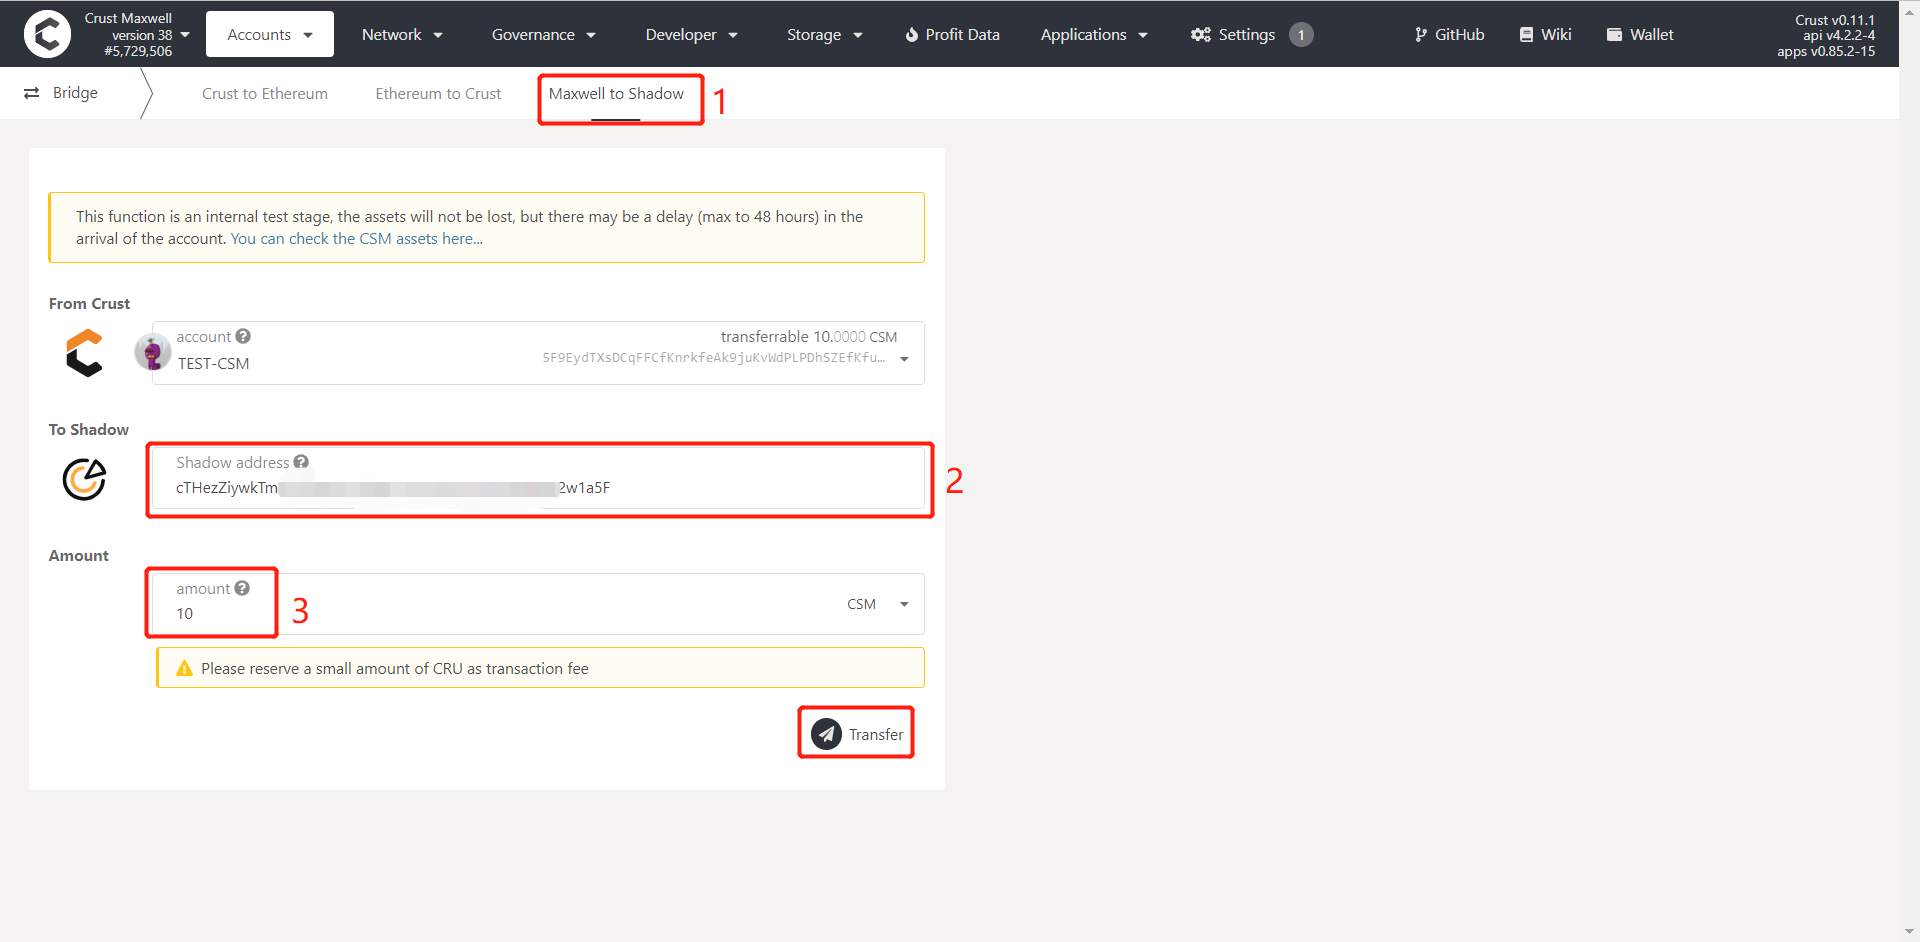 Crust Maxwell
version 38
#5,729,506
Accounts
Network
Governance
Developer
Storage
Profit Data
Applications
Settings
1
GitHub
Wiki
Wallet
Crust v0.11.1
api v4.2.2-4
apps v0.85.2-15
Bridge
Crust to Ethereum
Ethereum to Crust
Maxwell to Shadow
1
This function is an internal test stage, the assets will not be lost, but there may be a delay (max to 48 hours) in the
arrival of the account. You can check the CSM assets here...
From Crust
account
transferrable 10.0000 CSM
TEST-CSM
5F9EydTXsDCqFFCfKnrkfeAk9juKvWdPLPDhSZEfKfu...
To Shadow
Shadow address
cTHezZiywkTm
2w1a5F
2
Amount
amount
10
3
CSM
Please reserve a small amount of CRU as transaction fee
Transfer